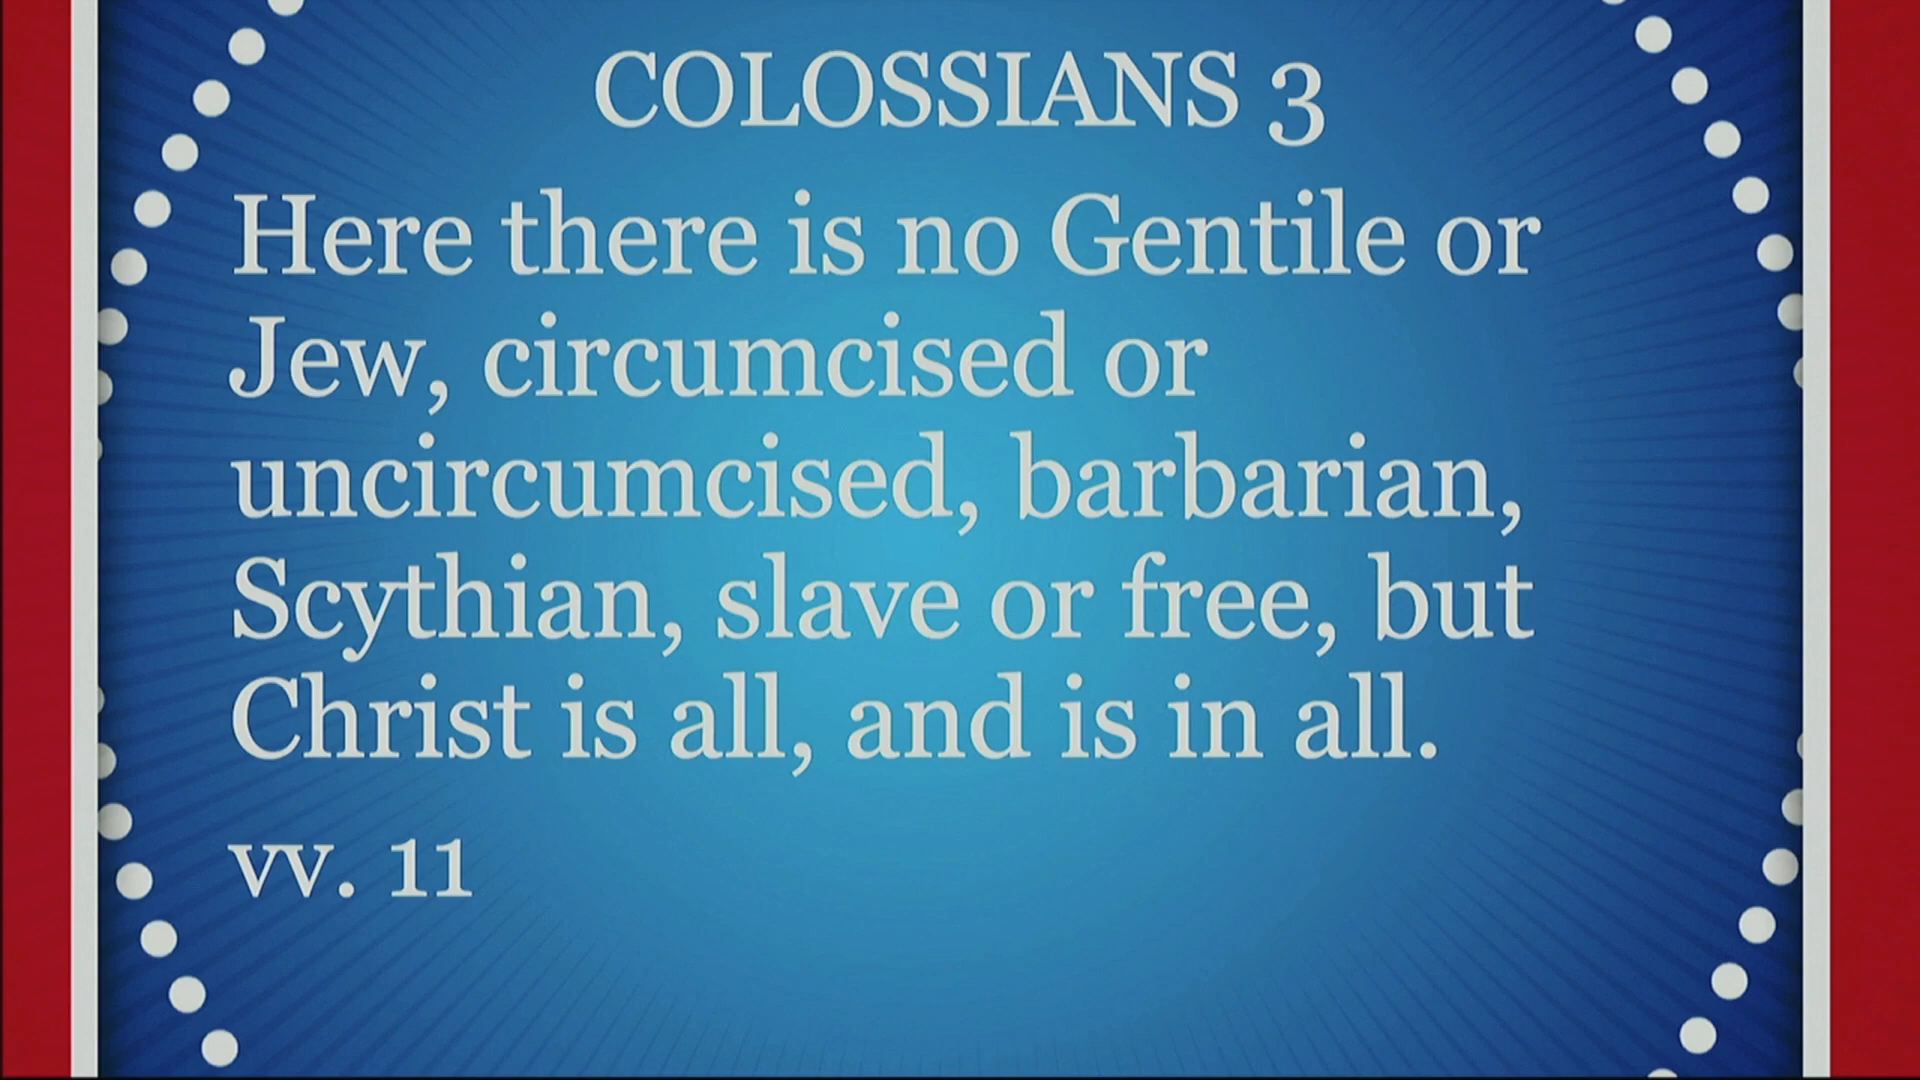 COLOSSIANS 3
Here there is no Gentile or
Jew, circumcised or
uncircumcised, barbarian,
Scythian, slave or free, but
Christ is all, and is in all.
vv. 11